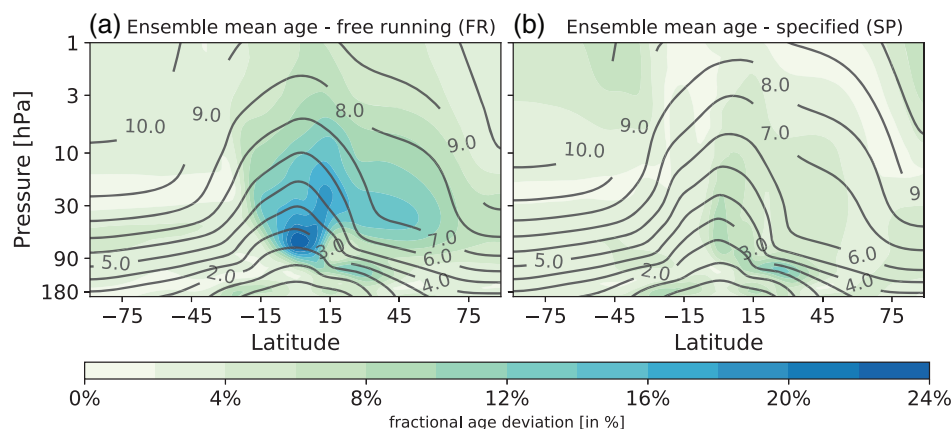 (a) Ensemble mean age - free running (FR)
(b) Ensemble mean age - specified (SP)
Pressure [hPa]
1
3
10
30
90
180
10.0
9.0
8.0
9.0
7.0
6.0
5.0
4.0
3.0
2.0
10.0
9.0
8.0
7.0
9
6.0
5.0
4.0
3.0
2.0
−75 −45 −15 15 45 75
−75 −45 −15 15 45 75
Latitude
Latitude
0% 4% 8% 12% 16% 20% 24%
fractional age deviation [in %]